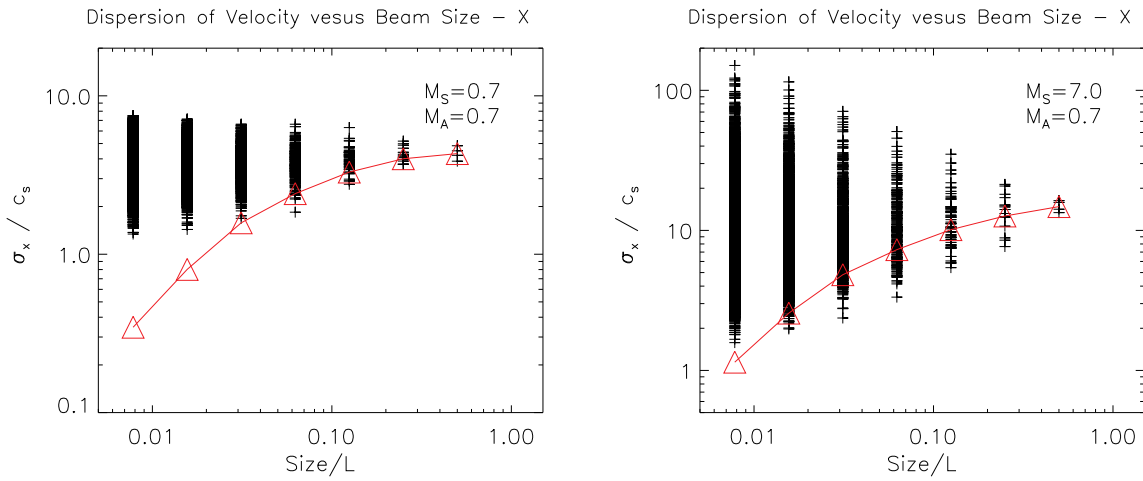 Dispersion of Velocity versus Beam Size - X
10.0
1.0
0.1
σx / cs
MS=0.7
MA=0.7
0.01 0.10 1.00
Size/L
Dispersion of Velocity versus Beam Size - X
100
10
1
σx / cs
MS=7.0
MA=0.7
0.01 0.10 1.00
Size/L